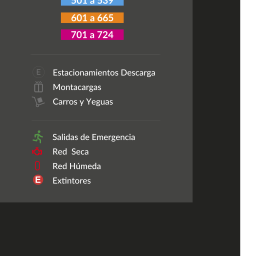 501 a 539
601 a 665
701 a 724
E Estacionamientos Descarga
Montacargas
Carros y Yeguas
Salidas de Emergencia
Red Seca
Red Húmeda
E Extintores